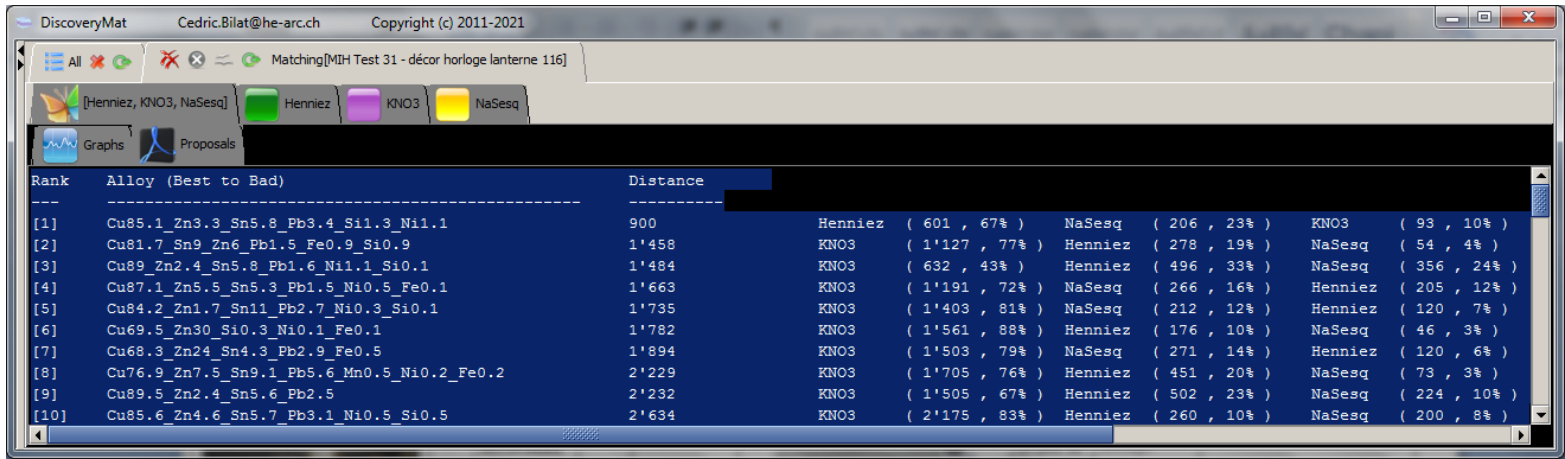 DiscoveryMat Cedric.Bilat@he-arc.ch Copyright (c) 2011-2021
All Matching[MIH Test 31 - décor horloge lanterne 116]
[Henniez, KNO3, NaSesq] Henniez KNO3 NaSesq
Graphs Proposals
Rank Alloy (Best to Bad) Distance
--- -------------------------------------------------- ----------
[1] Cu85.1_Zn3.3_Sn5.8_Pb3.4_Si1.3_Ni1.1 900 Henniez ( 601 , 67% ) NaSesq ( 206 , 23% ) KNO3 ( 93 , 10% )
[2] Cu81.7_Sn9_Zn6_Pb1.5_Fe0.9_Si0.9 1'458 KNO3 ( 1'127 , 77% ) Henniez ( 278 , 19% ) NaSesq ( 54 , 4% )
[3] Cu89_Zn2.4_Sn5.8_Pb1.6_Ni1.1_Si0.1 1'484 KNO3 ( 632 , 43% ) Henniez ( 496 , 33% ) NaSesq ( 356 , 24% )
[4] Cu87.1_Zn5.5_Sn5.3_Pb1.5_Ni0.5_Fe0.1 1'663 KNO3 ( 1'191 , 72% ) NaSesq ( 266 , 16% ) Henniez ( 205 , 12% )
[5] Cu84.2_Zn1.7_Sn11_Pb2.7_Ni0.3_Si0.1 1'735 KNO3 ( 1'403 , 81% ) NaSesq ( 212 , 12% ) Henniez ( 120 , 7% )
[6] Cu69.5_Zn30_Si0.3_Ni0.1_Fe0.1 1'782 KNO3 ( 1'561 , 88% ) Henniez ( 176 , 10% ) NaSesq ( 46 , 3% )
[7] Cu68.3_Zn24_Sn4.3_Pb2.9_Fe0.5 1'894 KNO3 ( 1'503 , 79% ) NaSesq ( 271 , 14% ) Henniez ( 120 , 6% )
[8] Cu76.9_Zn7.5_Sn9.1_Pb5.6_Mn0.5_Ni0.2_Fe0.2 2'229 KNO3 ( 1'705 , 76% ) Henniez ( 451 , 20% ) NaSesq ( 73 , 3% )
[9] Cu89.5_Zn2.4_Sn5.6_Pb2.5 2'232 KNO3 ( 1'505 , 67% ) Henniez ( 502 , 23% ) NaSesq ( 224 , 10% )
[10] Cu85.6_Zn4.6_Sn5.7_Pb3.1_Ni0.5_Si0.5 2'634 KNO3 ( 2'175 , 83% ) Henniez ( 260 , 10% ) NaSesq ( 200 , 8% )